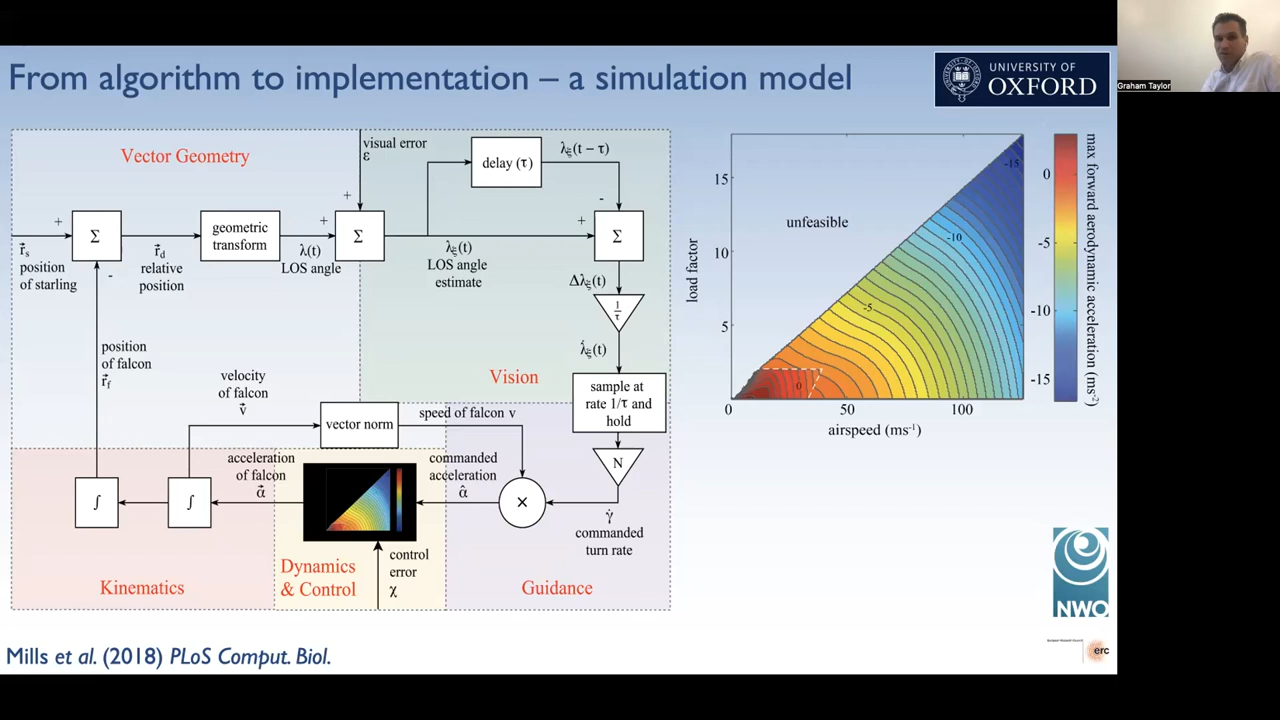 From algorithm to implementation – a simulation model
UNIVERSITY OF
OXFORD
Graham Taylor
Vector Geometry
visual error
ε
delay (τ)
λξ(t − τ)
+
-
+
Σ
r⃗s
position
of starling
-
r⃗d
relative
position
geometric
transform
+
λ(t)
LOS angle
Σ
λξ(t)
LOS angle
estimate
+
Σ
Δλξ(t)
1/τ
λ̇ξ(t)
Vision
sample at
rate 1/τ and
hold
N
γ̇
commanded
turn rate
position
of falcon
r⃗f
velocity
of falcon
v⃗
vector norm
speed of falcon v
acceleration
of falcon
α⃗
commanded
acceleration
α̂
∫
∫
×
control
error
χ
Kinematics
Dynamics
& Control
Guidance
unfeasible
load factor
15
10
5
0
50
100
airspeed (ms⁻¹)
-15
-10
-5
0
0
-5
-10
-15
max forward aerodynamic acceleration (ms⁻²)
NWO
erc
Mills et al. (2018) PLoS Comput. Biol.